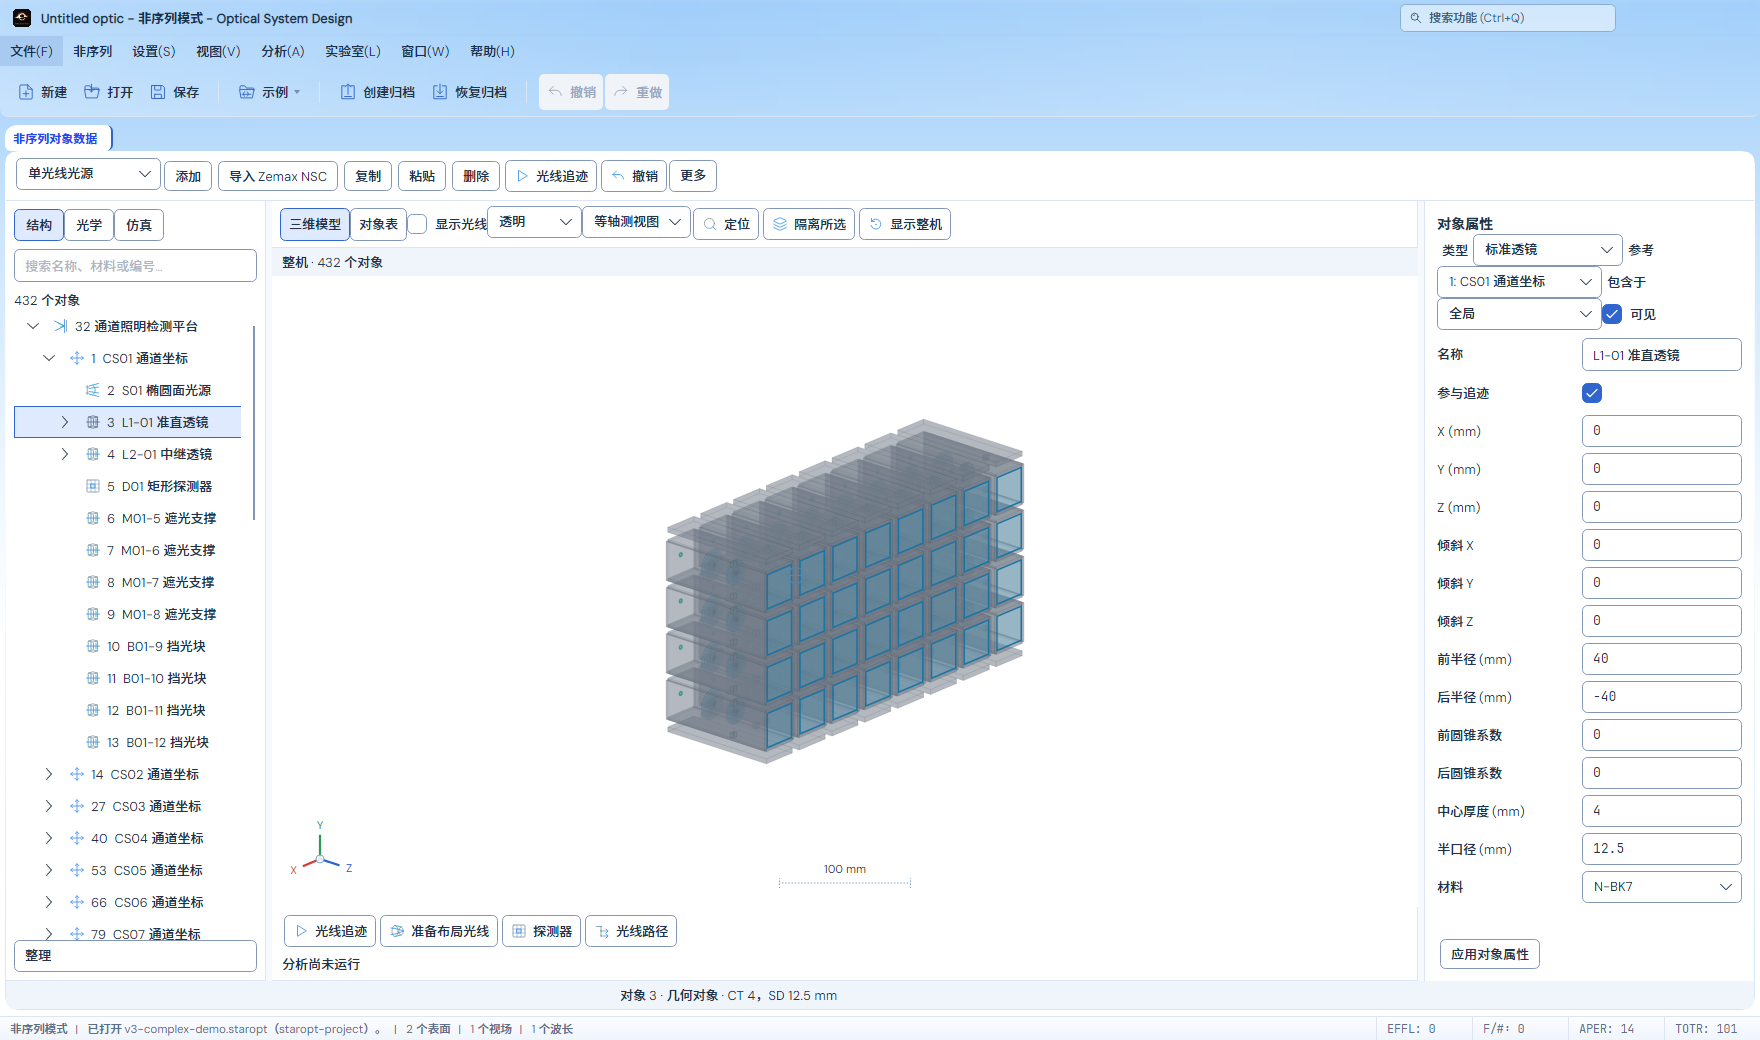 Untitled optic - 非序列模式 - Optical System Design
搜索功能 (Ctrl+Q)
文件(F) 非序列 设置(S) 视图(V) 分析(A) 实验室(L) 窗口(W) 帮助(H)
新建 打开 保存 示例 创建归档 恢复归档 撤销 重做
非序列对象数据
单光线光源 添加 导入 Zemax NSC 复制 粘贴 删除 光线追迹 撤销 更多
结构 光学 仿真
搜索名称、材料或编号...
432 个对象
32 通道照明检测平台
1 CS01 通道坐标
2 S01 椭圆面光源
3 L1-01 准直透镜
4 L2-01 中继透镜
5 D01 矩形探测器
6 M01-5 遮光支撑
7 M01-6 遮光支撑
8 M01-7 遮光支撑
9 M01-8 遮光支撑
10 B01-9 挡光块
11 B01-10 挡光块
12 B01-11 挡光块
13 B01-12 挡光块
14 CS02 通道坐标
27 CS03 通道坐标
40 CS04 通道坐标
53 CS05 通道坐标
66 CS06 通道坐标
79 CS07 通道坐标
整理
三维模型 对象表 显示光线 透明 等轴测视图 定位 隔离所选 显示整机
整机 · 432 个对象
Y
X
Z
100 mm
光线追迹 准备布局光线 探测器 光线路径
分析尚未运行
对象属性
类型 标准透镜 参考
1: CS01 通道坐标 包含于
全局 可见
名称 L1-01 准直透镜
参与追迹
X (mm) 0
Y (mm) 0
Z (mm) 0
倾斜 X 0
倾斜 Y 0
倾斜 Z 0
前半径 (mm) 40
后半径 (mm) -40
前圆锥系数 0
后圆锥系数 0
中心厚度 (mm) 4
半口径 (mm) 12.5
材料 N-BK7
应用对象属性
对象 3 · 几何对象 · CT 4，SD 12.5 mm
非序列模式 | 已打开 v3-complex-demo.staropt（staropt-project）。 | 2 个表面 | 1 个视场 | 1 个波长
EFFL: 0 F/#: 0 APER: 14 TOTR: 101